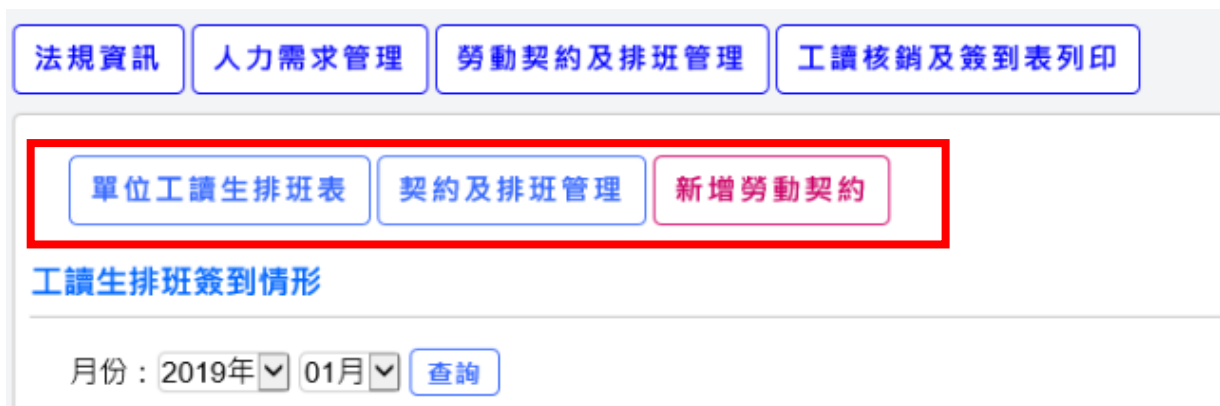 法規資訊 人力需求管理 勞動契約及排班管理 工讀核銷及簽到表列印
單位工讀生排班表 契約及排班管理 新增勞動契約
工讀生排班簽到情形
月份：2019年 01月 查詢